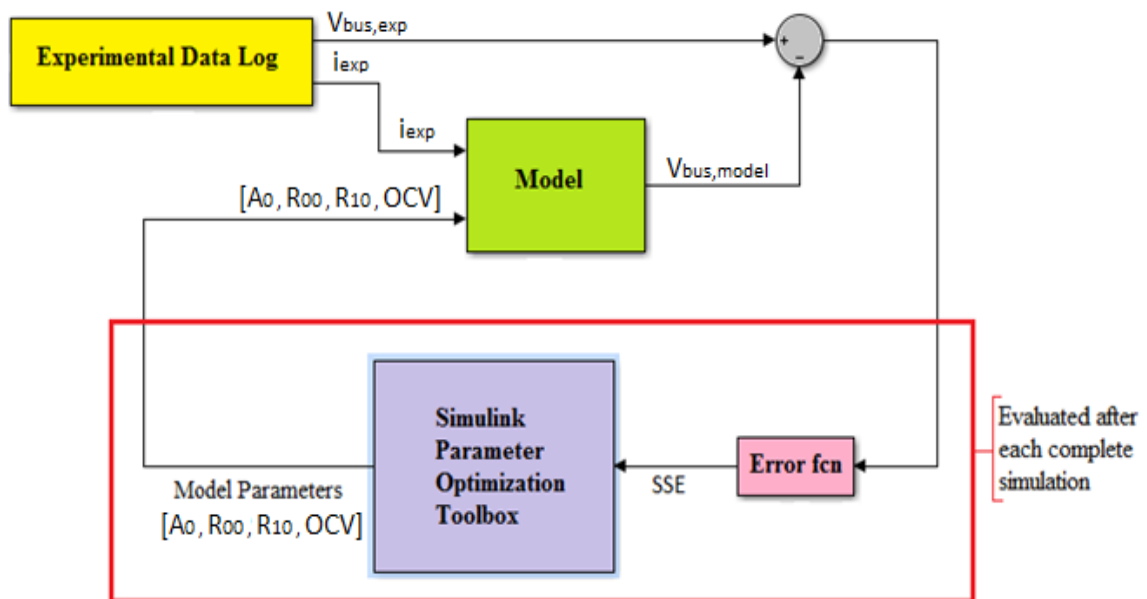 Vbus,exp
Experimental Data Log
iexp
+
-
iexp
Model
Vbus,model
[A0, R00, R10, OCV]
Simulink
Parameter
Optimization
Toolbox
Error fcn
SSE
Model Parameters
[A0, R00, R10, OCV]
Evaluated after
each complete
simulation